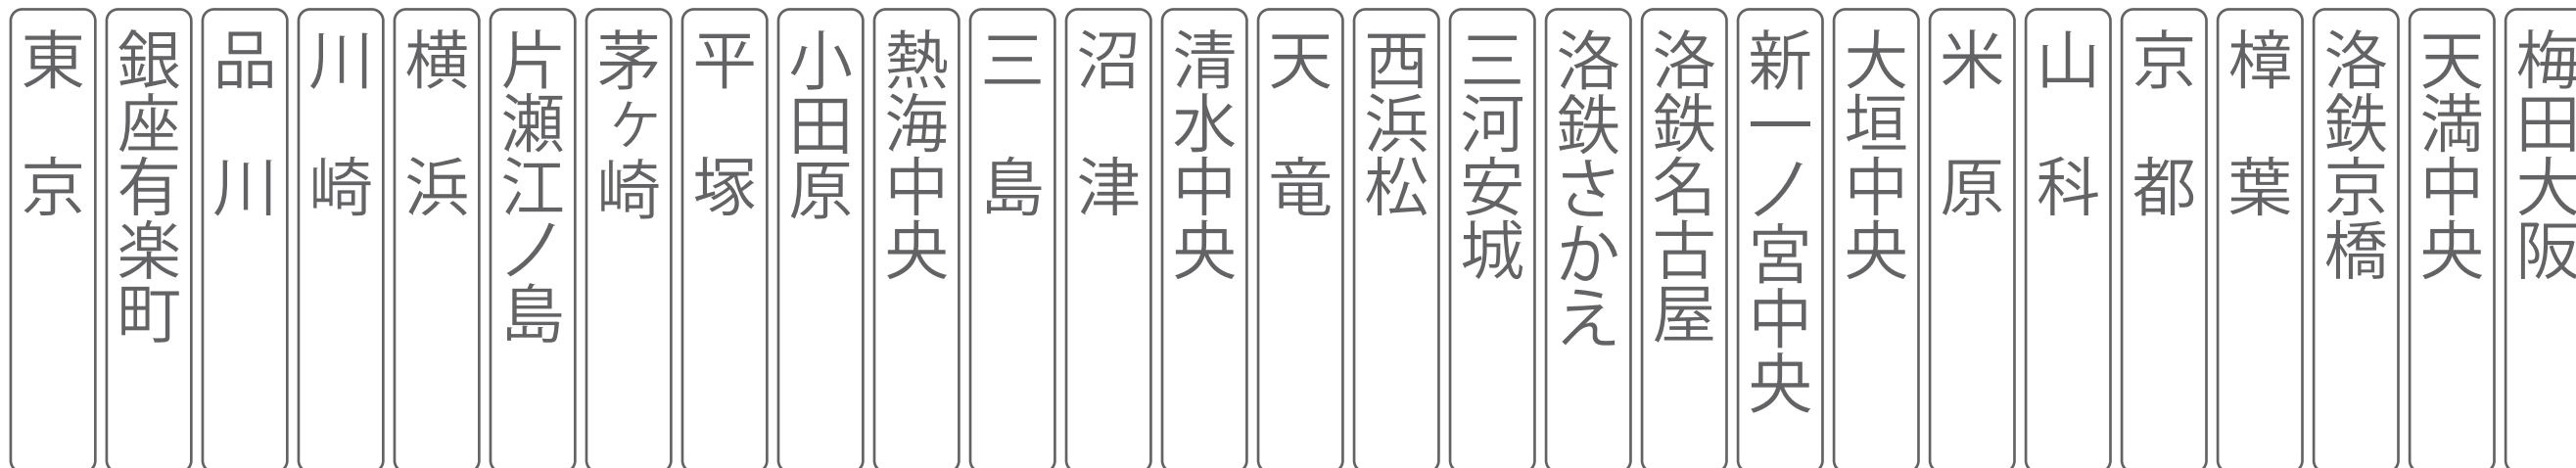 東京
銀座有楽町
品川
川崎
横浜
片瀬江ノ島
茅ヶ崎
平塚
小田原
熱海中央
三島
沼津
清水中央
天竜
西浜松
三河安城
洛鉄さかえ
洛鉄名古屋
新一ノ宮中央
大垣中央
米原
山科
京都
樟葉
洛鉄京橋
天満中央
梅田大阪